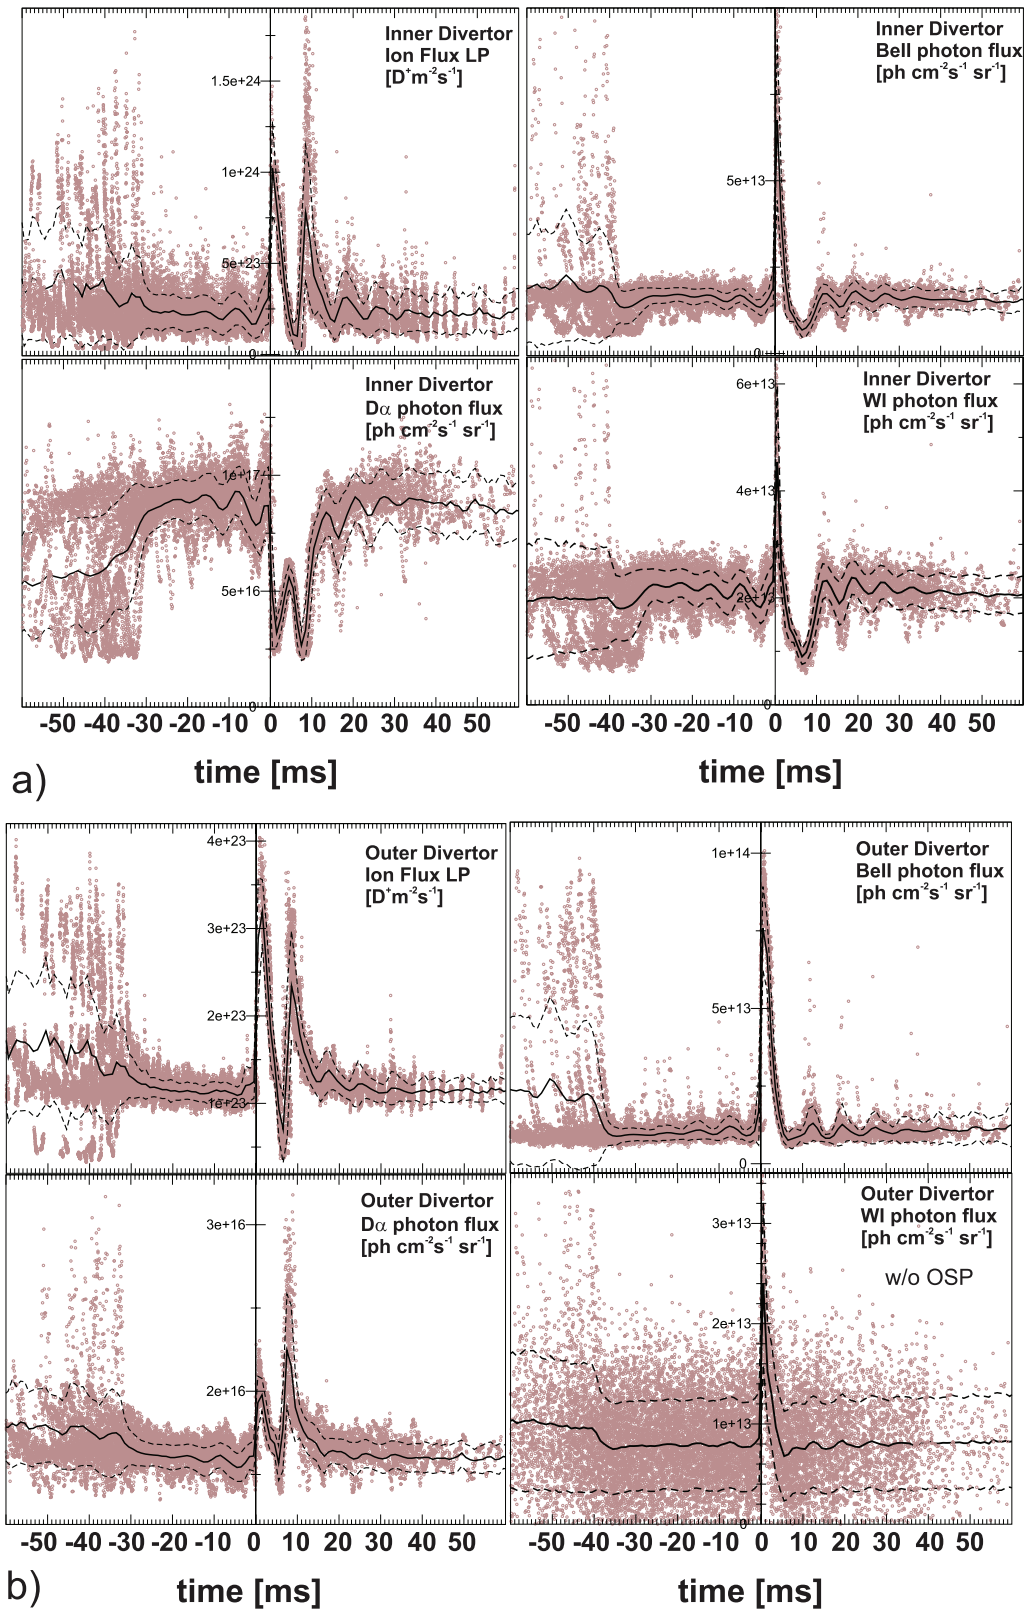 Inner Divertor
Ion Flux LP
[D⁺m⁻²s⁻¹]
1.5e+24
1e+24
5e+23
0
Inner Divertor
BeII photon flux
[ph cm⁻²s⁻¹ sr⁻¹]
5e+13
0
Inner Divertor
Dα photon flux
[ph cm⁻²s⁻¹ sr⁻¹]
1e+17
5e+16
Inner Divertor
WI photon flux
[ph cm⁻²s⁻¹ sr⁻¹]
6e+13
4e+13
2e+13
0
-50 -40 -30 -20 -10 0 10 20 30 40 50
-50 -40 -30 -20 -10 0 10 20 30 40 50
time [ms]
time [ms]
a)
Outer Divertor
Ion Flux LP
[D⁺m⁻²s⁻¹]
4e+23
3e+23
2e+23
1e+23
Outer Divertor
BeII photon flux
[ph cm⁻²s⁻¹ sr⁻¹]
1e+14
5e+13
0
Outer Divertor
Dα photon flux
[ph cm⁻²s⁻¹ sr⁻¹]
3e+16
2e+16
Outer Divertor
WI photon flux
[ph cm⁻²s⁻¹ sr⁻¹]
w/o OSP
3e+13
2e+13
1e+13
0
-50 -40 -30 -20 -10 0 10 20 30 40 50
-50 -40 -30 -20 -10 0 10 20 30 40 50
b)
time [ms]
time [ms]